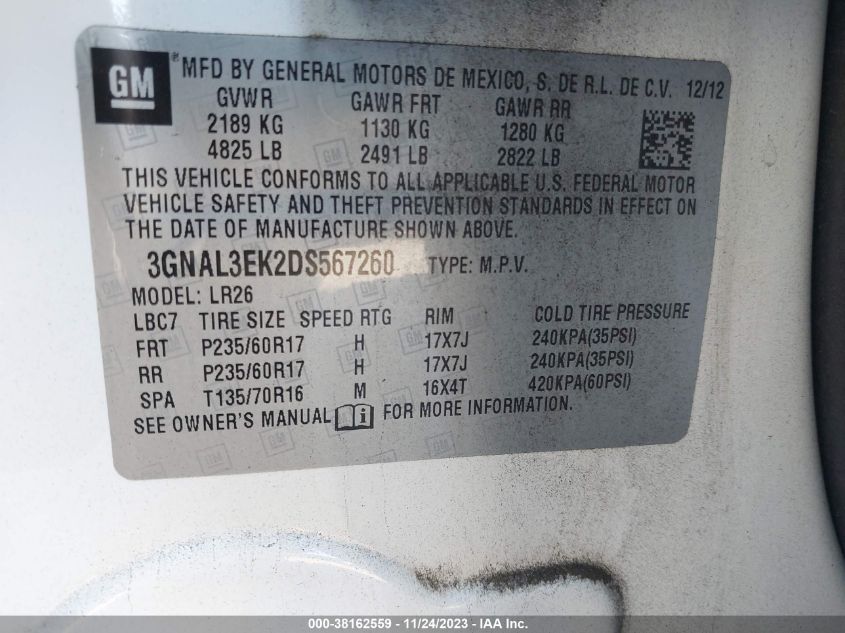 GM ® MFD BY GENERAL MOTORS DE MEXICO, S. DE R.L. DE C.V. 12/12
GVWR GAWR FRT GAWR RR
2189 KG 1130 KG 1280 KG
4825 LB 2491 LB 2822 LB
THIS VEHICLE CONFORMS TO ALL APPLICABLE U.S. FEDERAL MOTOR
VEHICLE SAFETY AND THEFT PREVENTION STANDARDS IN EFFECT ON
THE DATE OF MANUFACTURE SHOWN ABOVE.
3GNAL3EK2DS567260 TYPE: M.P.V.
MODEL: LR26
LBC7 TIRE SIZE SPEED RTG RIM COLD TIRE PRESSURE
FRT P235/60R17 H 17X7J 240KPA(35PSI)
RR P235/60R17 H 17X7J 240KPA(35PSI)
SPA T135/70R16 M 16X4T 420KPA(60PSI)
SEE OWNER'S MANUAL i FOR MORE INFORMATION.
000-38162559 - 11/24/2023 - IAAI.com.